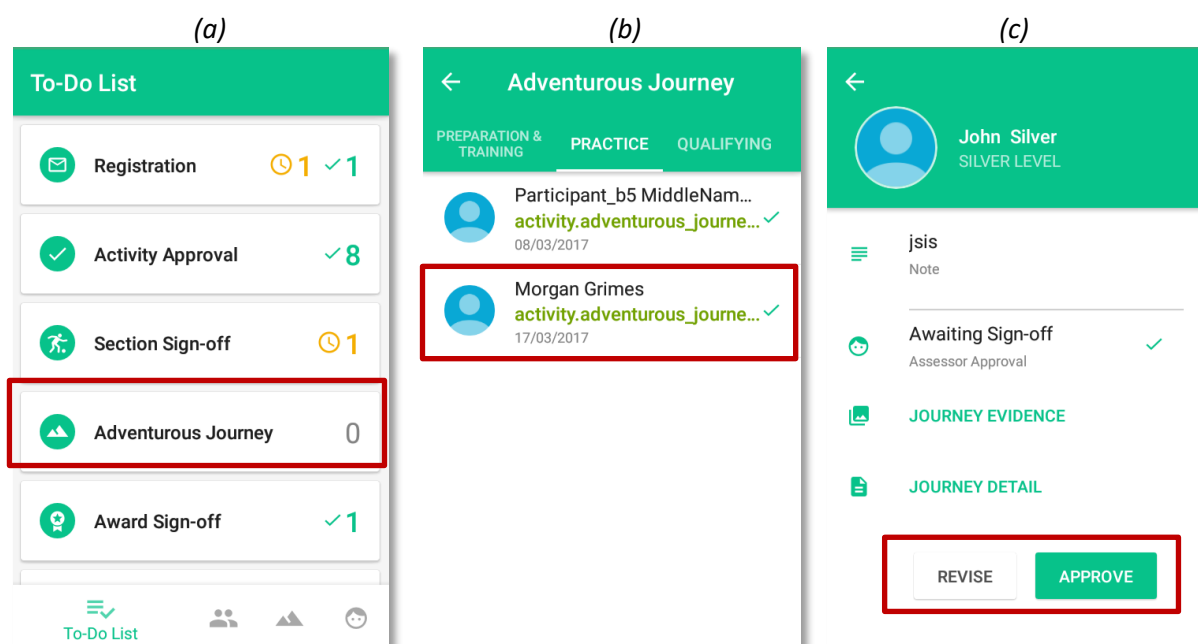 (a)
To-Do List
Registration 1 1
Activity Approval 8
Section Sign-off 1
Adventurous Journey 0
Award Sign-off 1
To-Do List
(b)
Adventurous Journey
PREPARATION &
TRAINING
PRACTICE
QUALIFYING
Participant_b5 MiddleNam...
activity.adventurous_journe...
08/03/2017
Morgan Grimes
activity.adventurous_journe...
17/03/2017
(c)
John Silver
SILVER LEVEL
jsis
Note
Awaiting Sign-off
Assessor Approval
JOURNEY EVIDENCE
JOURNEY DETAIL
REVISE APPROVE